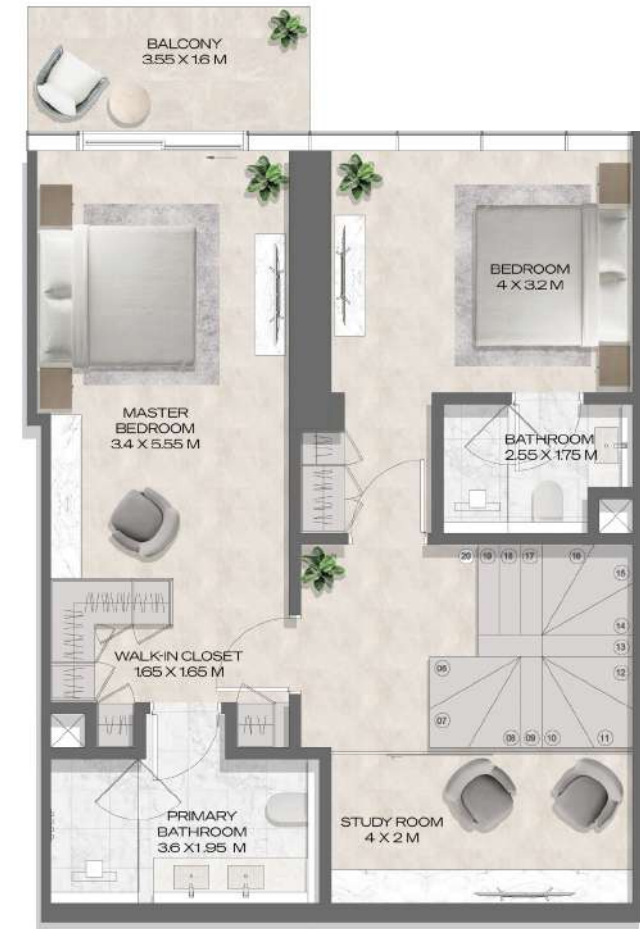 BALCONY
3.55 X 1.6 M
BEDROOM
4 X 3.2 M
MASTER
BEDROOM
3.4 X 5.55 M
BATHROOM
2.55 X 1.75 M
20 19 18 17 16
15
14
13
12
WALK-IN CLOSET
1.65 X 1.65 M
06
07
08 09 10 11
PRIMARY
BATHROOM
3.6 X 1.95 M
STUDY ROOM
4 X 2 M